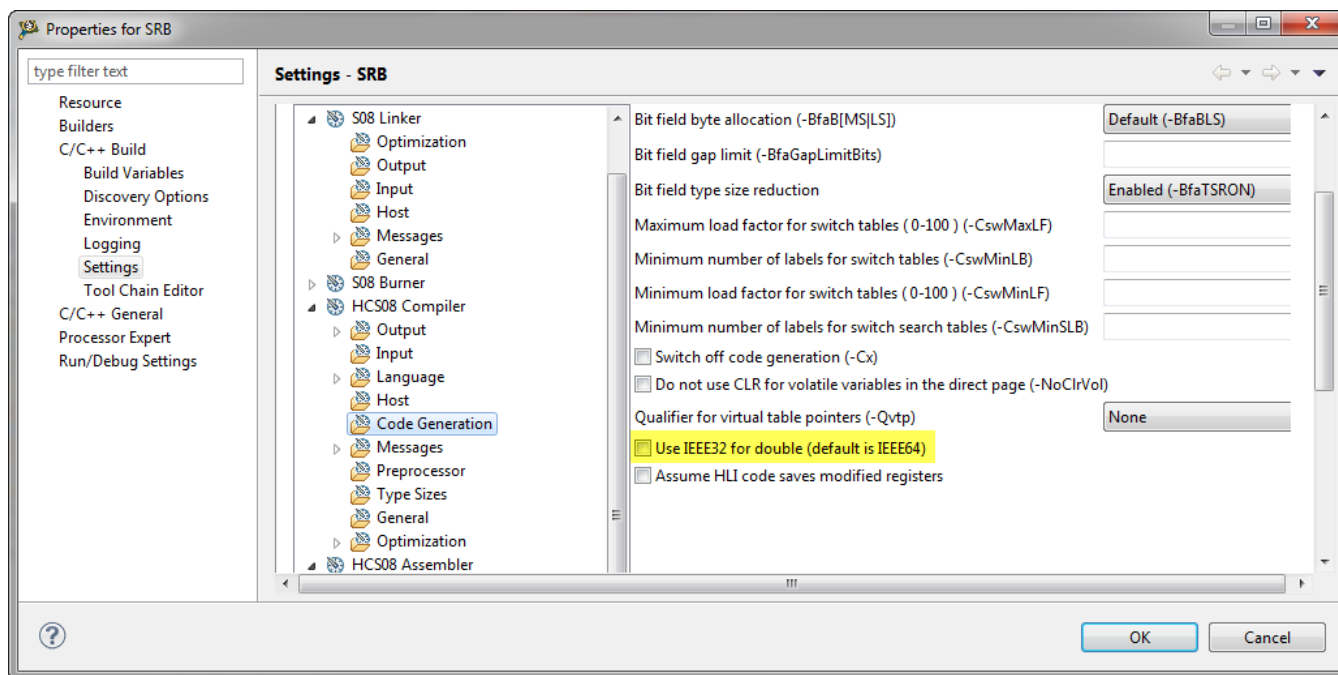 Properties for SRB
type filter text
Resource
Builders
C/C++ Build
Build Variables
Discovery Options
Environment
Logging
Settings
Tool Chain Editor
C/C++ General
Processor Expert
Run/Debug Settings
Settings - SRB
S08 Linker
Optimization
Output
Input
Host
Messages
General
S08 Burner
HCS08 Compiler
Output
Input
Language
Host
Code Generation
Messages
Preprocessor
Type Sizes
General
Optimization
HCS08 Assembler
Bit field byte allocation (-BfaB[MS|LS]) Default (-BfaBLS)
Bit field gap limit (-BfaGapLimitBits)
Bit field type size reduction Enabled (-BfaTSRON)
Maximum load factor for switch tables ( 0-100 ) (-CswMaxLF)
Minimum number of labels for switch tables (-CswMinLB)
Minimum load factor for switch tables ( 0-100 ) (-CswMinLF)
Minimum number of labels for switch search tables (-CswMinSLB)
Switch off code generation (-Cx)
Do not use CLR for volatile variables in the direct page (-NoClrVol)
Qualifier for virtual table pointers (-Qvtp) None
Use IEEE32 for double (default is IEEE64)
Assume HLI code saves modified registers
?
OK Cancel